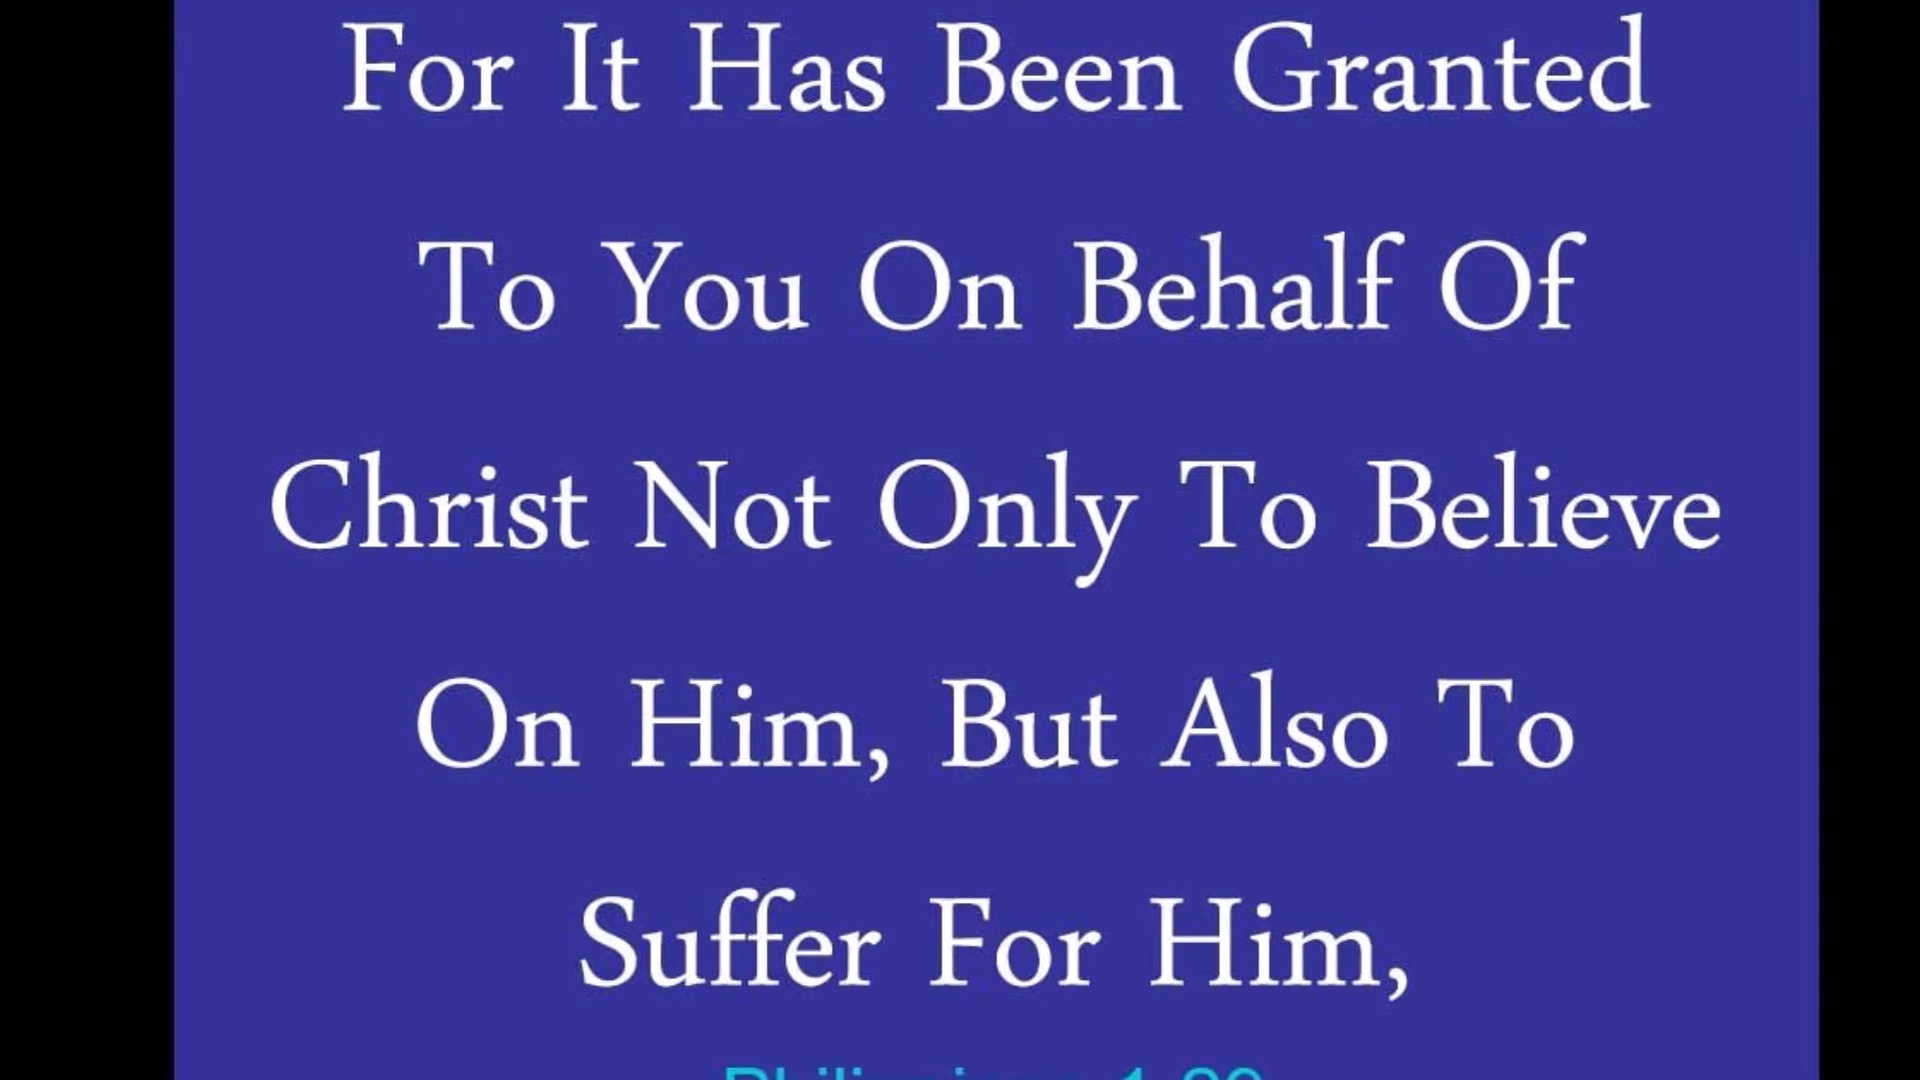 For It Has Been Granted
To You On Behalf Of
Christ Not Only To Believe
On Him, But Also To
Suffer For Him,